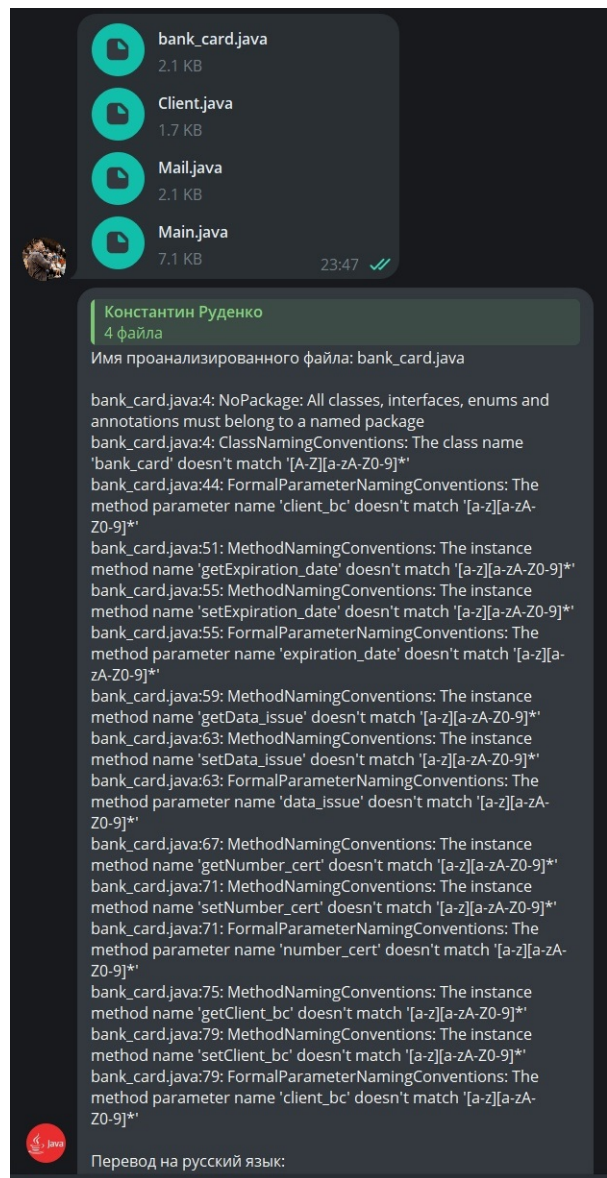 bank_card.java
2.1 KB
Client.java
1.7 KB
Mail.java
2.1 KB
Main.java
7.1 KB
23:47
Константин Руденко
4 файла
Имя проанализированного файла: bank_card.java
bank_card.java:4: NoPackage: All classes, interfaces, enums and
annotations must belong to a named package
bank_card.java:4: ClassNamingConventions: The class name
'bank_card' doesn't match '[A-Z][a-zA-Z0-9]*'
bank_card.java:44: FormalParameterNamingConventions: The
method parameter name 'client_bc' doesn't match '[a-z][a-zA-
Z0-9]*'
bank_card.java:51: MethodNamingConventions: The instance
method name 'getExpiration_date' doesn't match '[a-z][a-zA-Z0-9]*'
bank_card.java:55: MethodNamingConventions: The instance
method name 'setExpiration_date' doesn't match '[a-z][a-zA-Z0-9]*'
bank_card.java:55: FormalParameterNamingConventions: The
method parameter name 'expiration_date' doesn't match '[a-z][a-
zA-Z0-9]*'
bank_card.java:59: MethodNamingConventions: The instance
method name 'getData_issue' doesn't match '[a-z][a-zA-Z0-9]*'
bank_card.java:63: MethodNamingConventions: The instance
method name 'setData_issue' doesn't match '[a-z][a-zA-Z0-9]*'
bank_card.java:63: FormalParameterNamingConventions: The
method parameter name 'data_issue' doesn't match '[a-z][a-zA-
Z0-9]*'
bank_card.java:67: MethodNamingConventions: The instance
method name 'getNumber_cert' doesn't match '[a-z][a-zA-Z0-9]*'
bank_card.java:71: MethodNamingConventions: The instance
method name 'setNumber_cert' doesn't match '[a-z][a-zA-Z0-9]*'
bank_card.java:71: FormalParameterNamingConventions: The
method parameter name 'number_cert' doesn't match '[a-z][a-zA-
Z0-9]*'
bank_card.java:75: MethodNamingConventions: The instance
method name 'getClient_bc' doesn't match '[a-z][a-zA-Z0-9]*'
bank_card.java:79: MethodNamingConventions: The instance
method name 'setClient_bc' doesn't match '[a-z][a-zA-Z0-9]*'
bank_card.java:79: FormalParameterNamingConventions: The
method parameter name 'client_bc' doesn't match '[a-z][a-zA-
Z0-9]*'
Java
Перевод на русский язык: